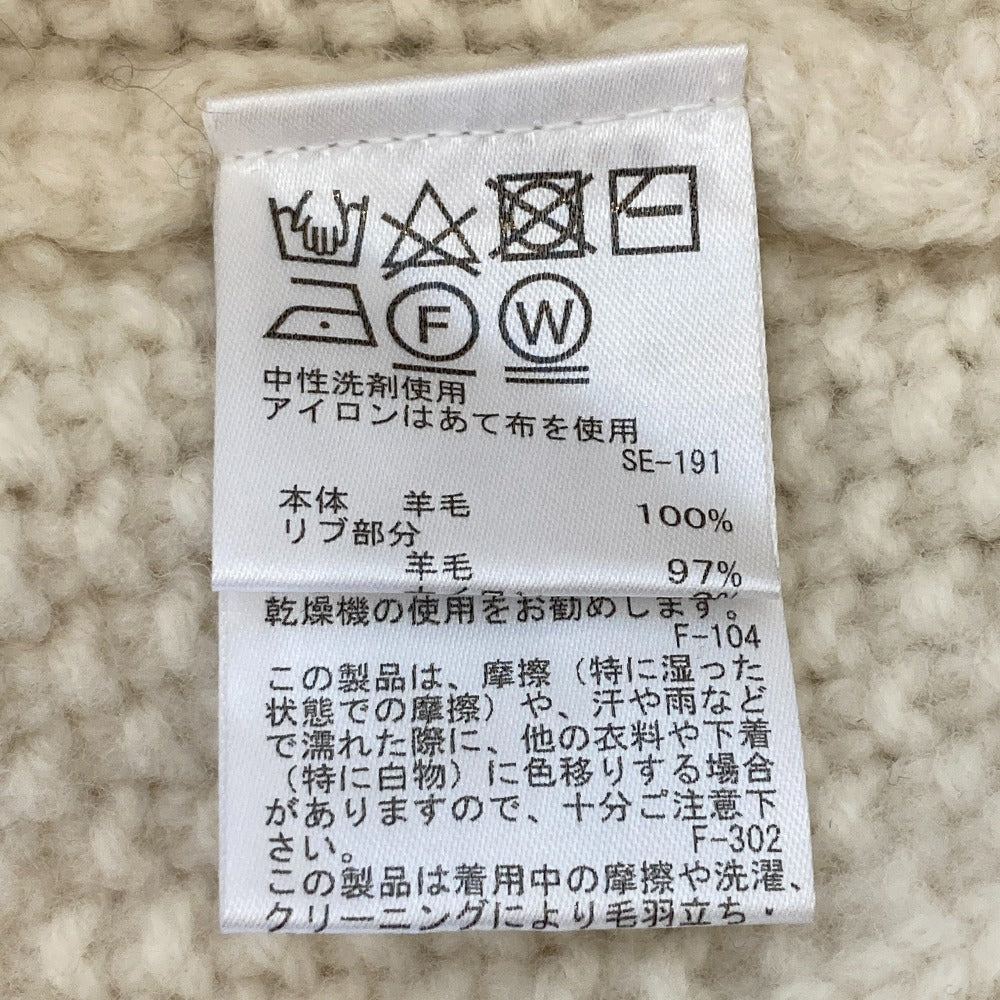 F W
中性洗剤使用
アイロンはあて布を使用
SE-191
本体 羊毛 100%
リブ部分
羊毛 97%
乾燥機の使用をお勧めします。
F-104
この製品は、摩擦（特に湿った
状態での摩擦）や、汗や雨など
で濡れた際に、他の衣料や下着
（特に白物）に色移りする場合
がありますので、十分ご注意下
さい。
F-302
この製品は着用中の摩擦や洗濯、
クリーニングにより毛羽立ち・